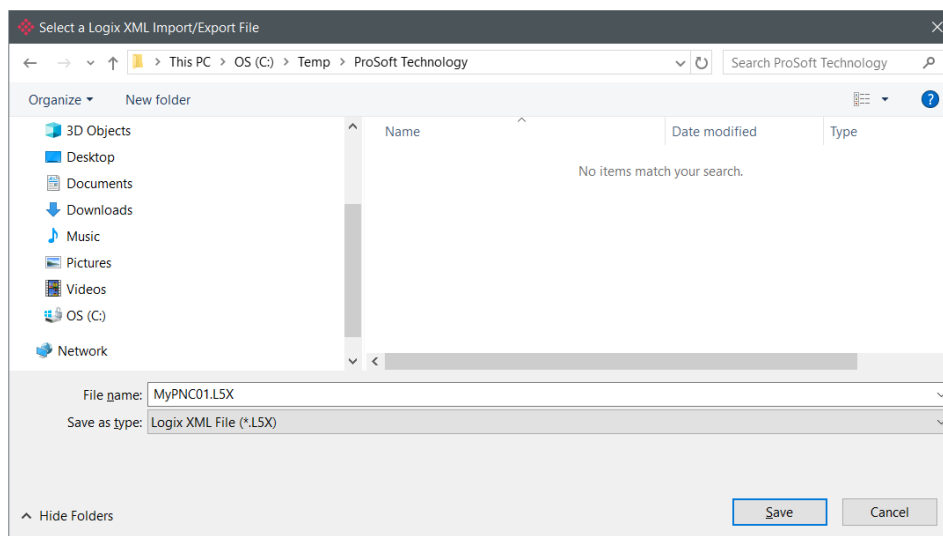 Select a Logix XML Import/Export File
This PC > OS (C:) > Temp > ProSoft Technology
Search ProSoft Technology
Organize
New folder
?
3D Objects
Desktop
Documents
Downloads
Music
Pictures
Videos
OS (C:)
Network
Name
Date modified
Type
No items match your search.
File name: MyPNC01.L5X
Save as type: Logix XML File (*.L5X)
Hide Folders
Save
Cancel